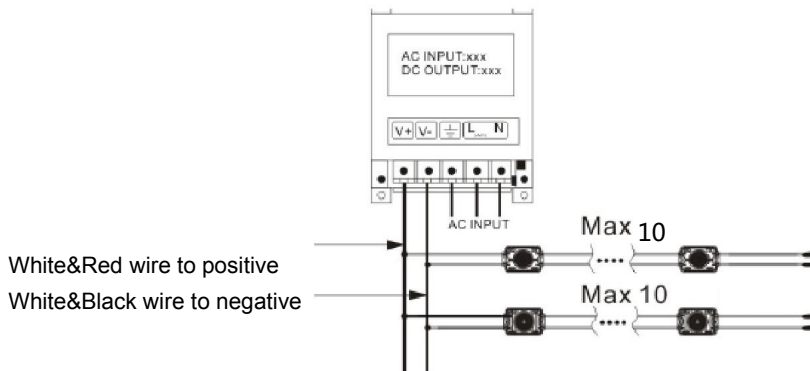 AC INPUT:xxx
DC OUTPUT:xxx
V+ V- L N
AC INPUT
Max 10
White&Red wire to positive
White&Black wire to negative
Max 10